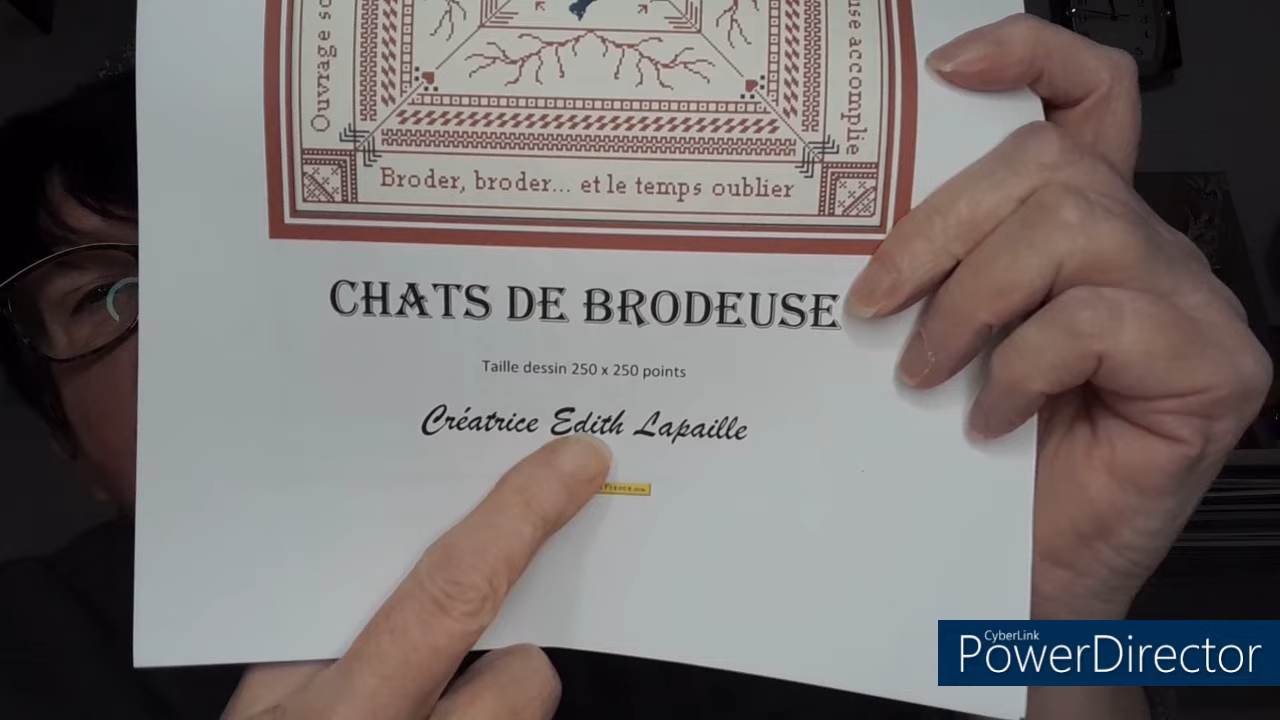 Ouvrage
use accomplie
Broder, broder... et le temps oublier
CHATS DE BRODEUSE
Taille dessin 250 x 250 points
Créatrice Edith Lapaille
CyberLink
PowerDirector